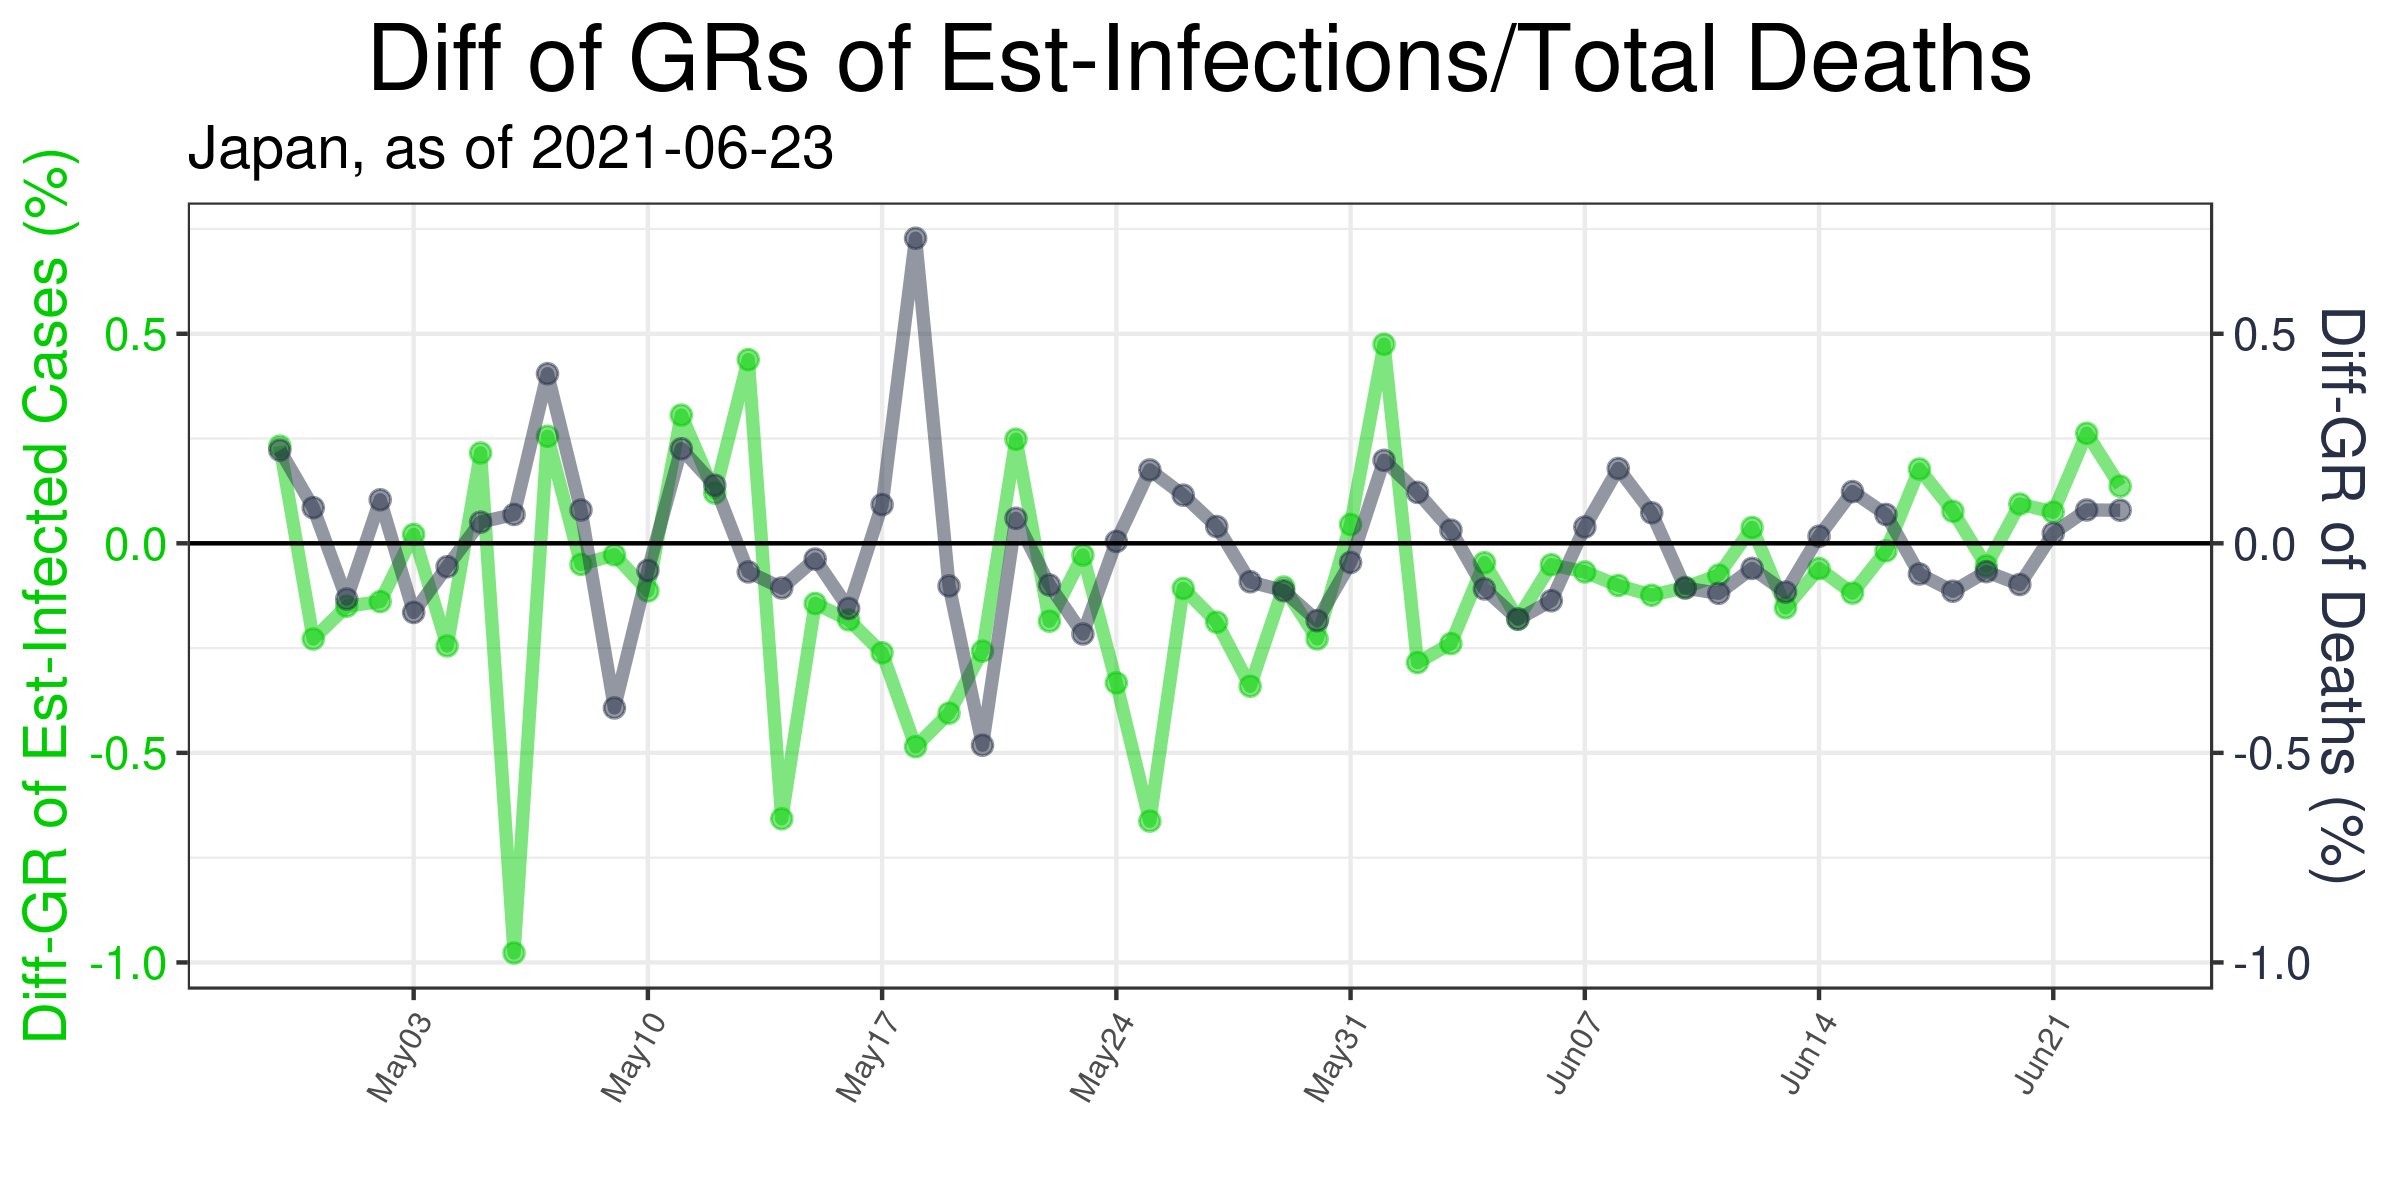 Diff of GRs of Est-Infections/Total Deaths
Japan, as of 2021-06-23
Diff-GR of Est-Infected Cases (%)
0.5
0.0
-0.5
-1.0
0.5
0.0
-0.5
-1.0
Diff-GR of Deaths (%)
May03
May10
May17
May24
May31
Jun07
Jun14
Jun21